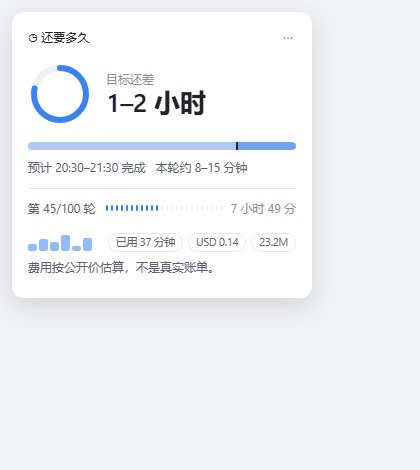 还要多久
···
目标还差
1–2 小时
预计 20:30–21:30 完成 本轮约 8–15 分钟
第 45/100 轮 7 小时 49 分
已用 37 分钟 USD 0.14 23.2M
费用按公开价估算，不是真实账单。